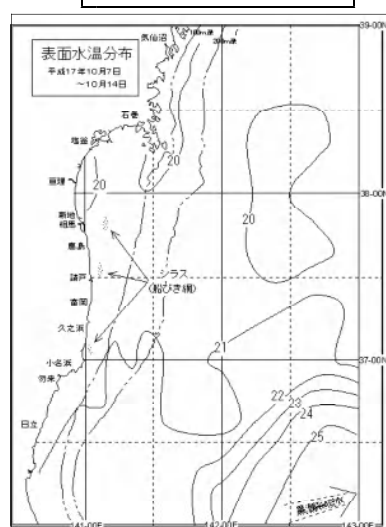 表面水温分布
平成17年10月7日
～10月14日
気仙沼
100m
200m
39-00N
石巻
塩釜
亘理
20
20
20
38-00N
新地
相馬
鹿島
シラス
(船びき網)
請戸
富岡
久之浜
21
37-00N
小名浜
勿来
22
23
24
25
日立
141-00E
142-00E
143-00E